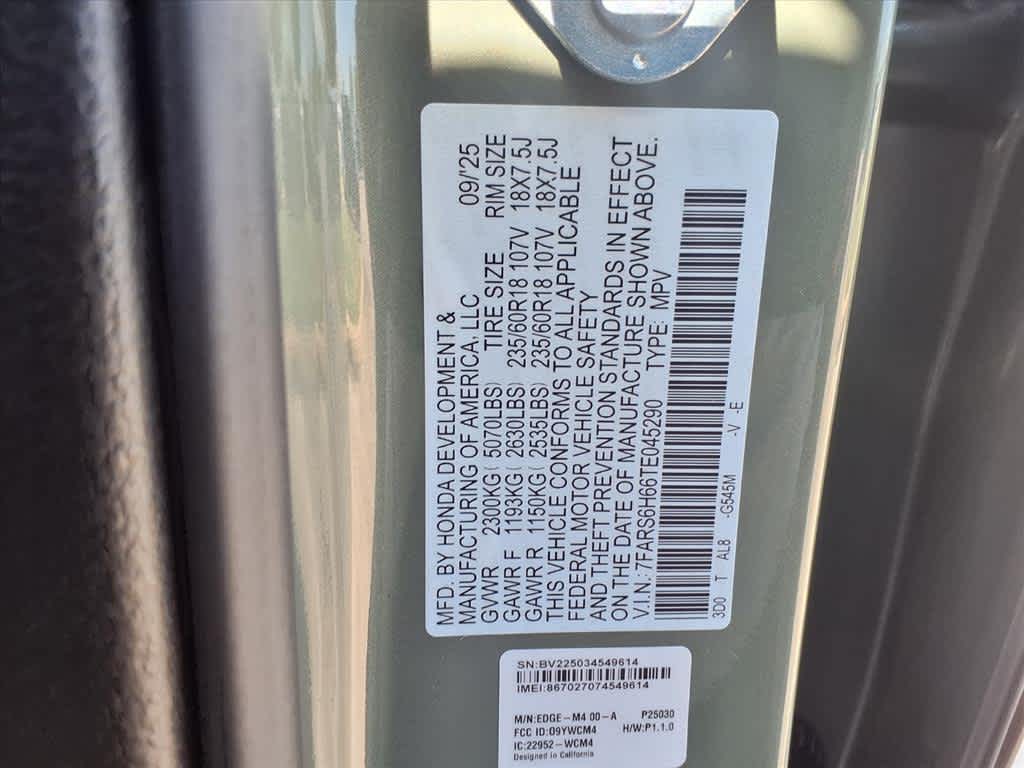 MFD. BY HONDA DEVELOPMENT &
MANUFACTURING OF AMERICA, LLC 09/'25
GVWR 2300KG ( 5070LBS) TIRE SIZE RIM SIZE
GAWR F 1193KG ( 2630LBS) 235/60R18 107V 18X7.5J
GAWR R 1150KG ( 2535LBS) 235/60R18 107V 18X7.5J
THIS VEHICLE CONFORMS TO ALL APPLICABLE
FEDERAL MOTOR VEHICLE SAFETY
AND THEFT PREVENTION STANDARDS IN EFFECT
ON THE DATE OF MANUFACTURE SHOWN ABOVE.
V.I.N.: 7FARS6H66TE045290 TYPE: MPV
3D0 T AL8 -G545M -V -E
SN:BV225034549614
IMEI:867027074549614
M/N:EDGE-M4 00-A P25030
FCC ID:09YWCM4 H/W:P1.1.0
IC:22952-WCM4
Designed in California